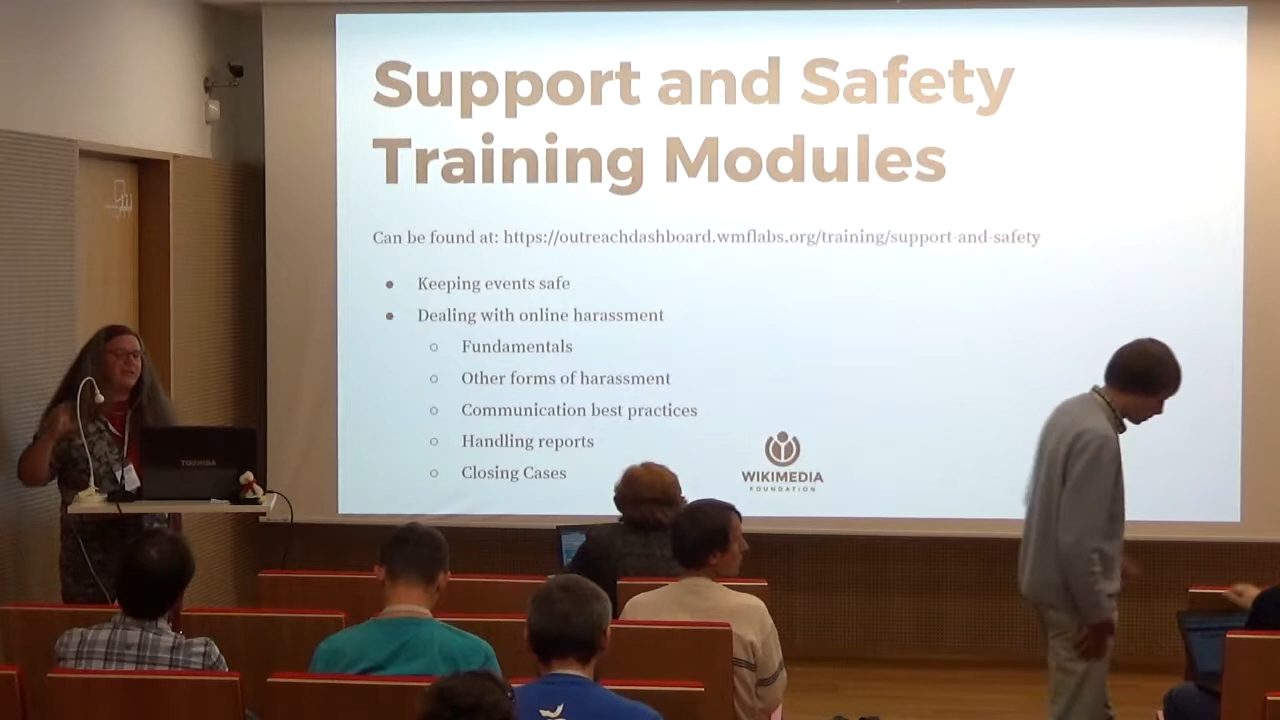 Support and Safety
Training Modules
Can be found at: https://outreachdashboard.wmflabs.org/training/support-and-safety
Keeping events safe
Dealing with online harassment
Fundamentals
Other forms of harassment
Communication best practices
Handling reports
Closing Cases
WIKIMEDIA
FOUNDATION
TOSHIBA